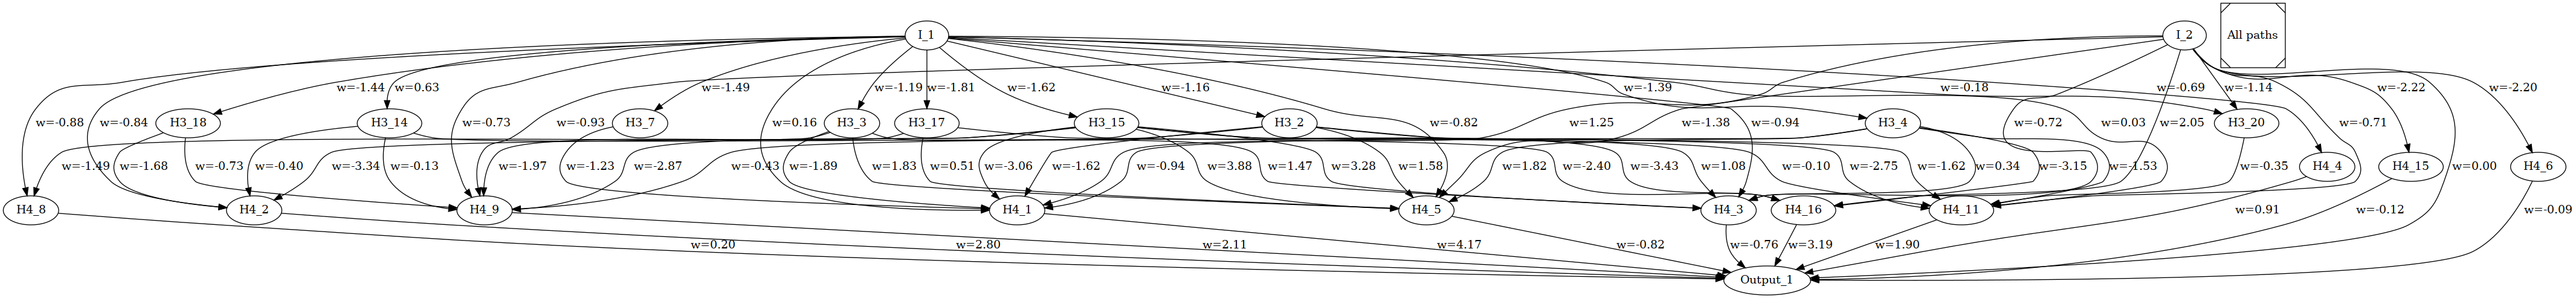 I_1
I_2
All paths
w=-1.44
w=0.63
w=-1.49
w=-1.19
w=-1.81
w=-1.62
w=-1.16
w=-1.39
w=-0.18
w=-0.69
w=-1.14
w=-2.22
w=-2.20
w=-0.88
w=-0.84
H3_18
H3_14
w=-0.73
w=-0.93
H3_7
w=0.16
H3_3
H3_17
H3_15
H3_2
w=-0.82
w=1.25
w=-1.38
w=-0.94
H3_4
w=-0.72
w=0.03
w=2.05
H3_20
w=-0.71
w=-1.49
w=-1.68
w=-0.73
w=-0.40
w=-3.34
w=-0.13
w=-1.97
w=-1.23
w=-2.87
w=-0.43
w=-1.89
w=1.83
w=0.51
w=-3.06
w=-1.62
w=-0.94
w=3.88
w=1.47
w=3.28
w=1.58
w=1.82
w=-2.40
w=-3.43
w=1.08
w=-0.10
w=-2.75
w=-1.62
w=0.34
w=-3.15
w=-1.53
w=-0.35
H4_4
H4_15
w=0.00
H4_6
H4_8
H4_2
H4_9
H4_1
H4_5
H4_3
H4_16
H4_11
w=0.91
w=-0.12
w=-0.09
w=0.20
w=2.80
w=2.11
w=4.17
w=-0.82
w=-0.76
w=3.19
w=1.90
Output_1